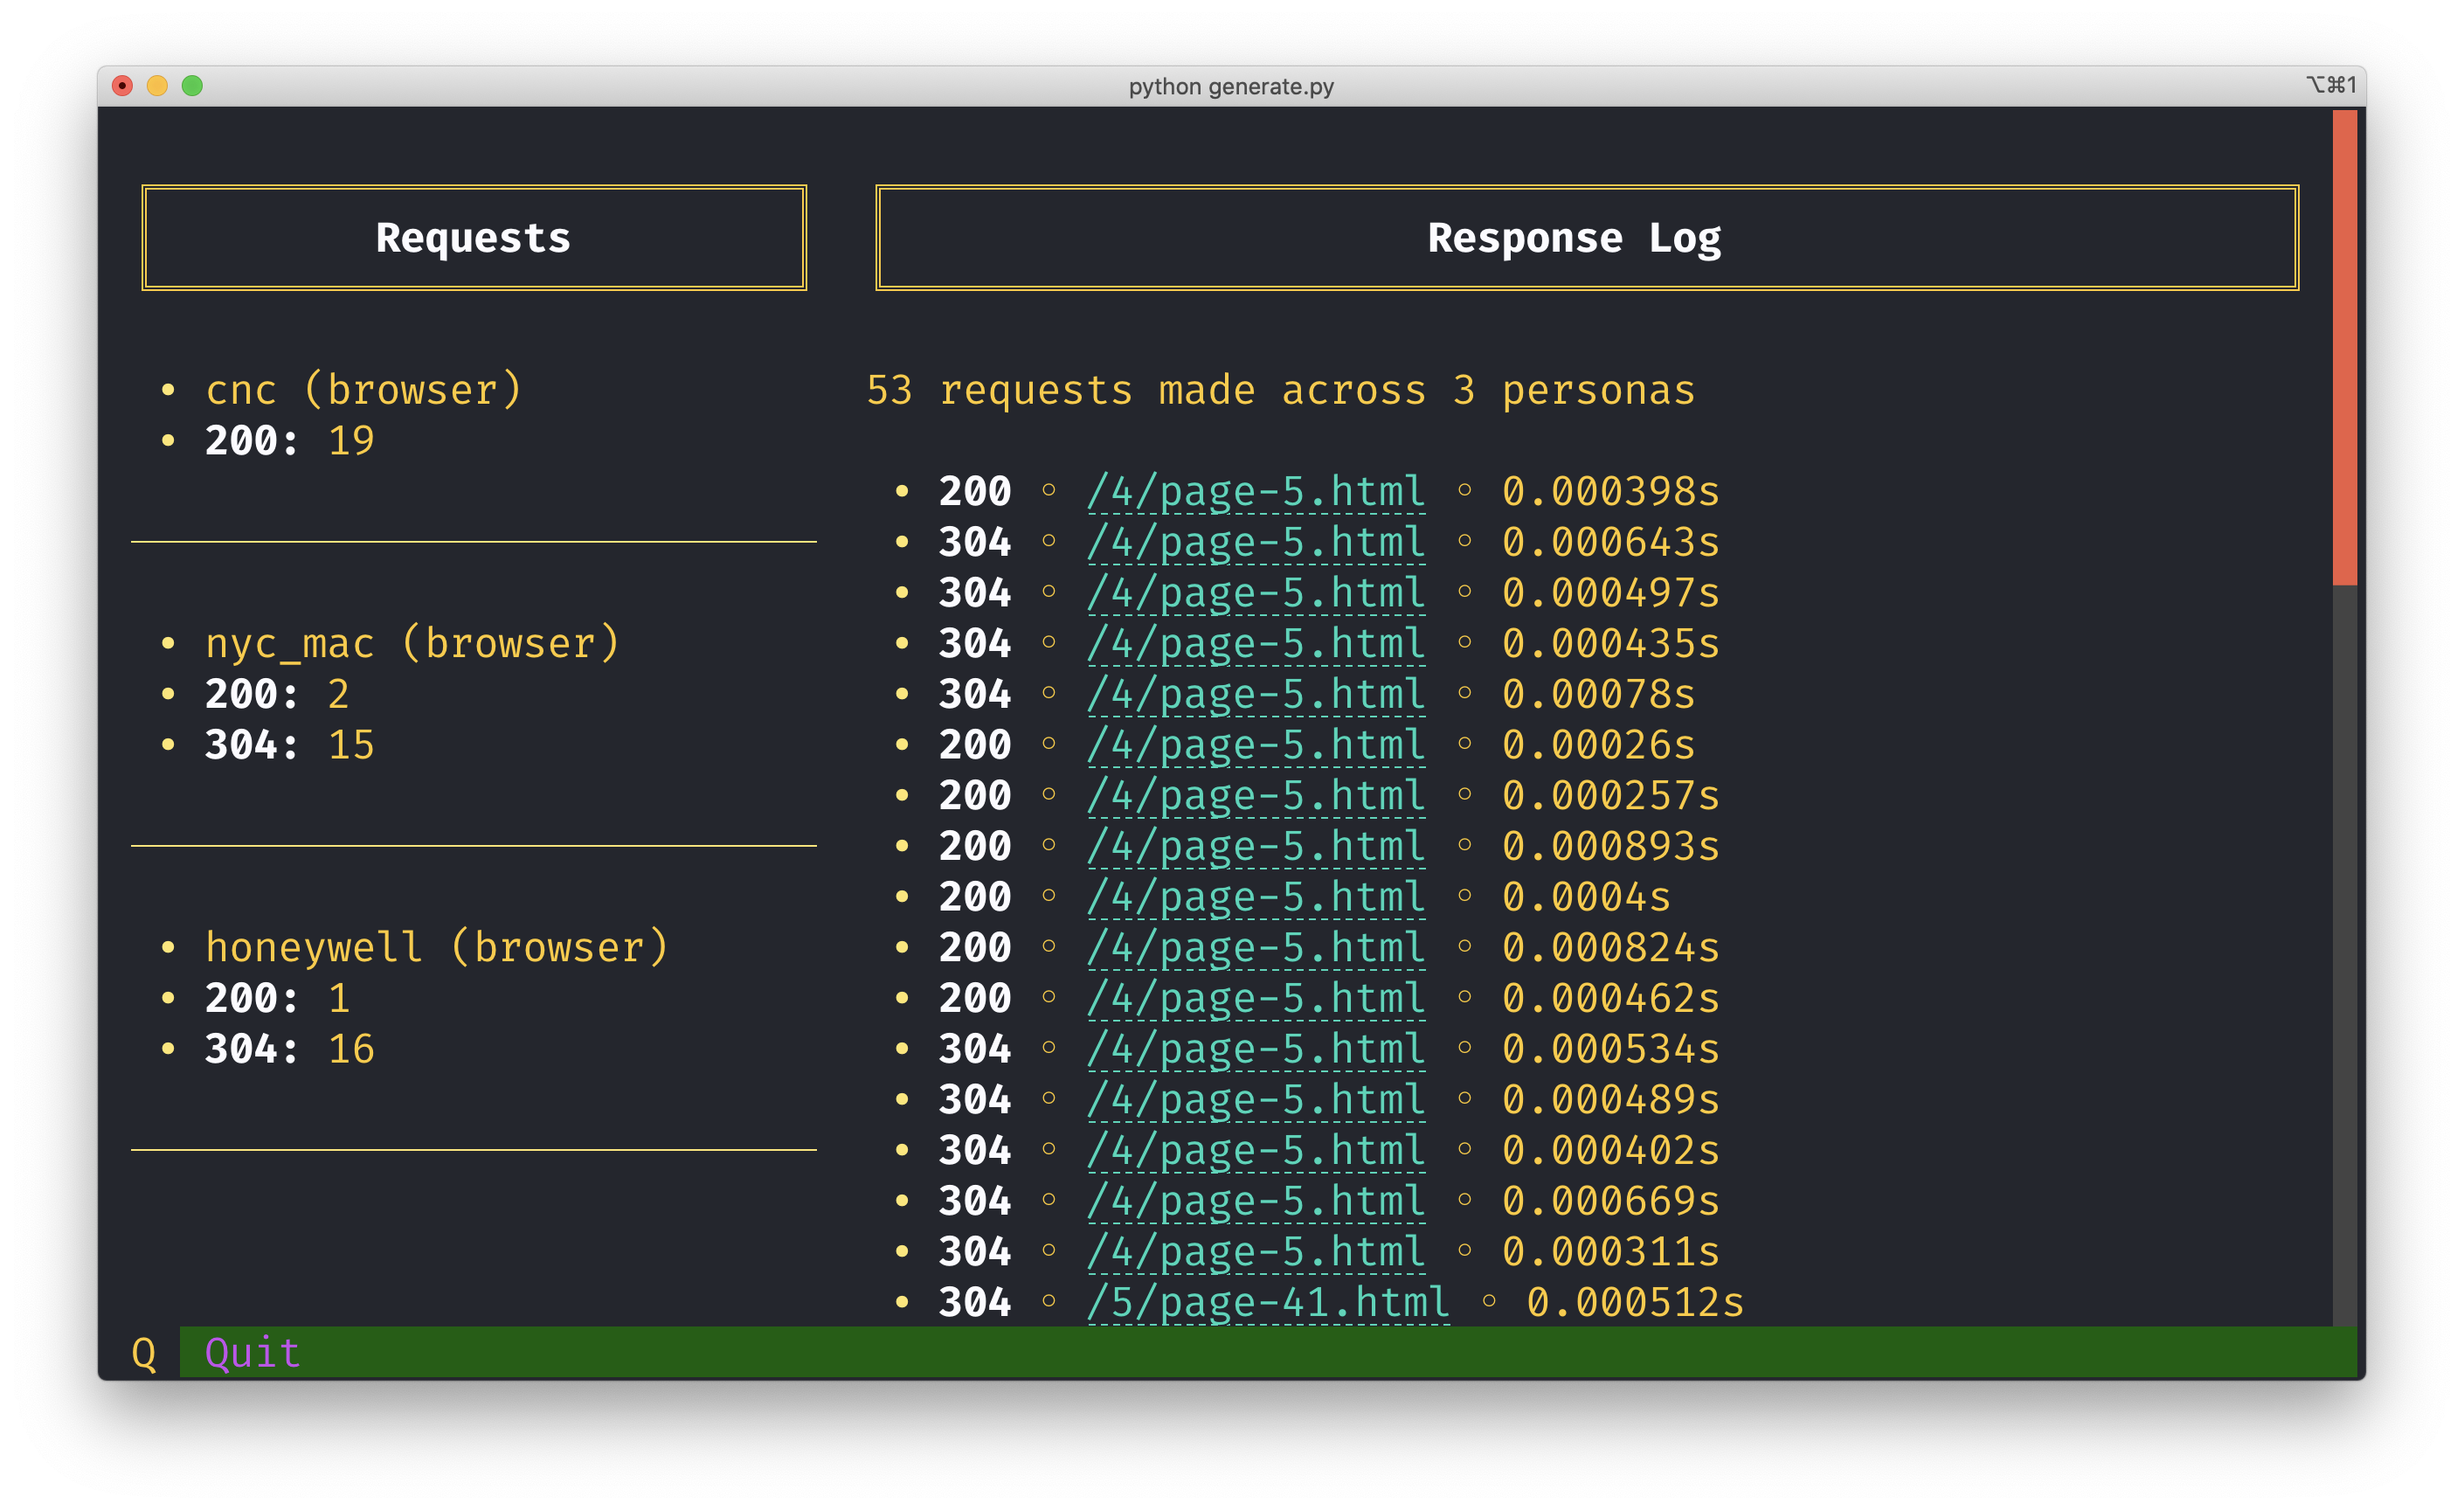 python generate.py
⌥⌘1
Requests
• cnc (browser)
• 200: 19
• nyc_mac (browser)
• 200: 2
• 304: 15
• honeywell (browser)
• 200: 1
• 304: 16
Response Log
53 requests made across 3 personas
• 200 ◦ /4/page-5.html ◦ 0.000398s
• 304 ◦ /4/page-5.html ◦ 0.000643s
• 304 ◦ /4/page-5.html ◦ 0.000497s
• 304 ◦ /4/page-5.html ◦ 0.000435s
• 304 ◦ /4/page-5.html ◦ 0.00078s
• 200 ◦ /4/page-5.html ◦ 0.00026s
• 200 ◦ /4/page-5.html ◦ 0.000257s
• 200 ◦ /4/page-5.html ◦ 0.000893s
• 200 ◦ /4/page-5.html ◦ 0.0004s
• 200 ◦ /4/page-5.html ◦ 0.000824s
• 200 ◦ /4/page-5.html ◦ 0.000462s
• 304 ◦ /4/page-5.html ◦ 0.000534s
• 304 ◦ /4/page-5.html ◦ 0.000489s
• 304 ◦ /4/page-5.html ◦ 0.000402s
• 304 ◦ /4/page-5.html ◦ 0.000669s
• 304 ◦ /4/page-5.html ◦ 0.000311s
• 304 ◦ /5/page-41.html ◦ 0.000512s
Q Quit